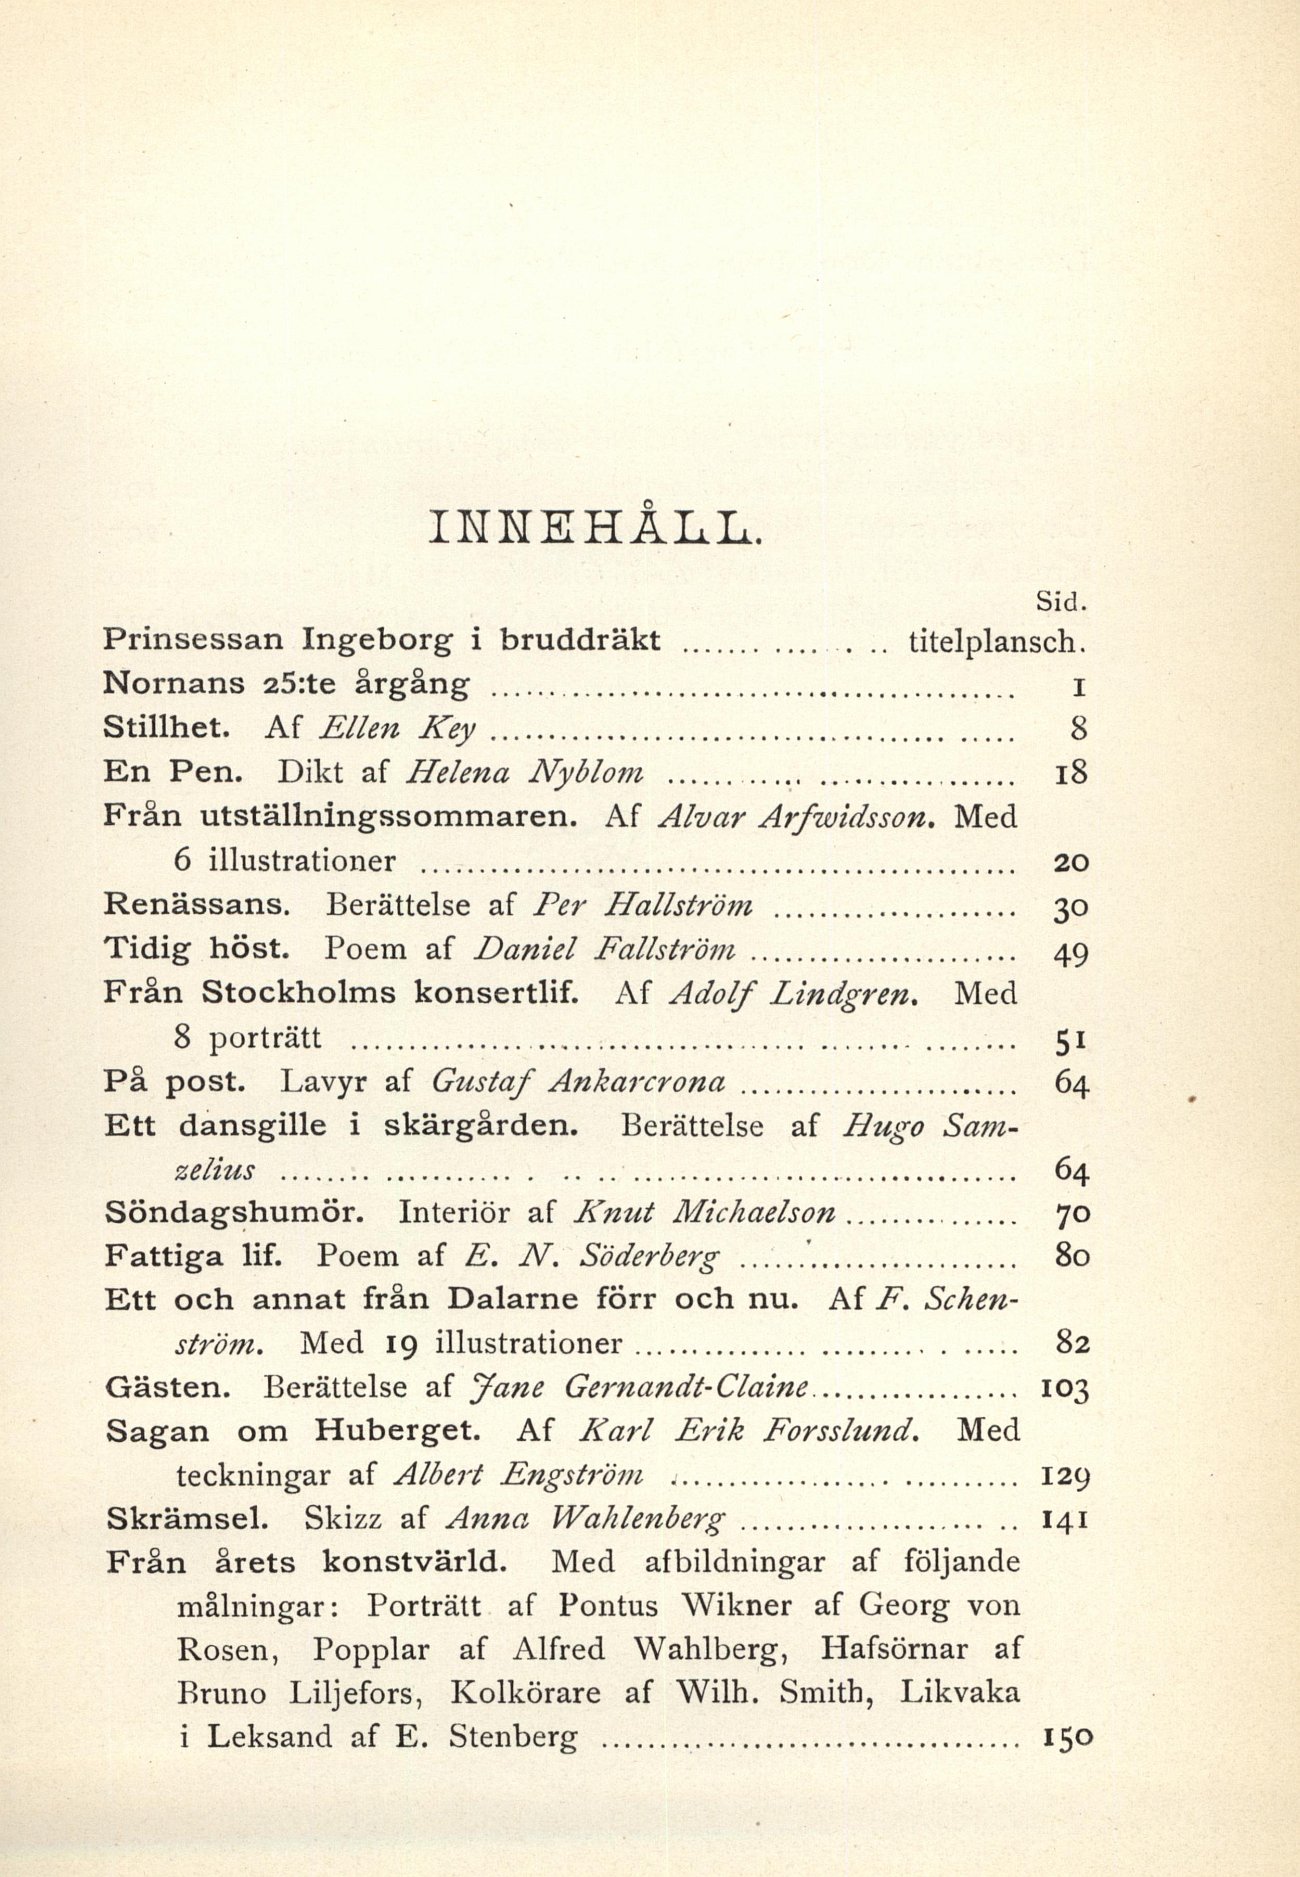 INNEHÅLL.
Sid.
Prinsessan Ingeborg i bruddräkt ........................ titelplansch.
Nornans 25:te årgång ........................ 1
Stillhet. Af Ellen Key ........................ 8
En Pen. Dikt af Helena Nyblom ........................ 18
Från utställningssommaren. Af Alvar Arfwidsson. Med
6 illustrationer ........................ 20
Renässans. Berättelse af Per Hallström ........................ 30
Tidig höst. Poem af Daniel Fallström ........................ 49
Från Stockholms konsertlif. Af Adolf Lindgren. Med
8 porträtt ........................ 51
På post. Lavyr af Gustaf Ankarcrona ........................ 64
Ett dansgille i skärgården. Berättelse af Hugo Sam-
zelius ........................ 64
Söndagshumör. Interiör af Knut Michaelson ........................ 70
Fattiga lif. Poem af E. N. Söderberg ........................ 80
Ett och annat från Dalarne förr och nu. Af F. Schen-
ström. Med 19 illustrationer ........................ 82
Gästen. Berättelse af Jane Gernandt-Claine ........................ 103
Sagan om Huberget. Af Karl Erik Forsslund. Med
teckningar af Albert Engström ........................ 129
Skrämsel. Skizz af Anna Wahlenberg ........................ 141
Från årets konstvärld. Med afbildningar af följande
målningar: Porträtt af Pontus Wikner af Georg von
Rosen, Popplar af Alfred Wahlberg, Hafsörnar af
Bruno Liljefors, Kolkörare af Wilh. Smith, Likvaka
i Leksand af E. Stenberg ........................ 150